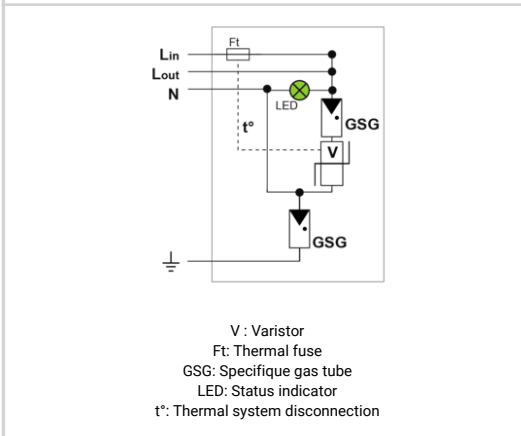 Ft
Lin
Lout
N
LED
GSG
t°
V
GSG
V : Varistor
Ft: Thermal fuse
GSG: Specifique gas tube
LED: Status indicator
t°: Thermal system disconnection